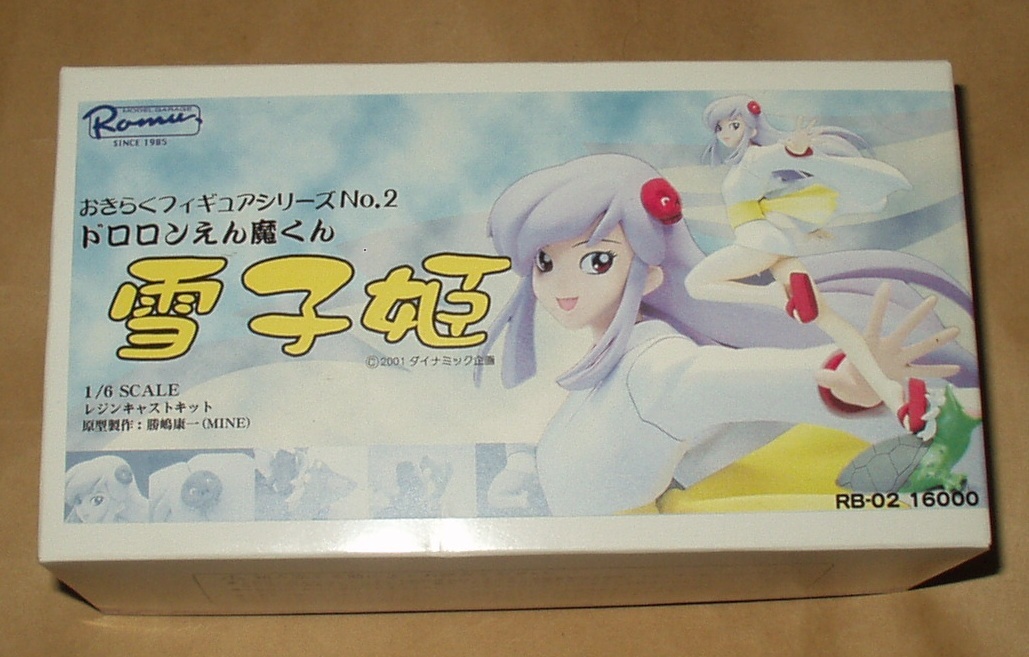 MODEL GARAGE
Romu
SINCE 1985
おきらくフィギュアシリーズNo.2
ドロロンえん魔くん
雪子姫
©2001 ダイナミック企画
1/6 SCALE
レジンキャストキット
原型製作：勝嶋康一(MINE)
RB-02 16000